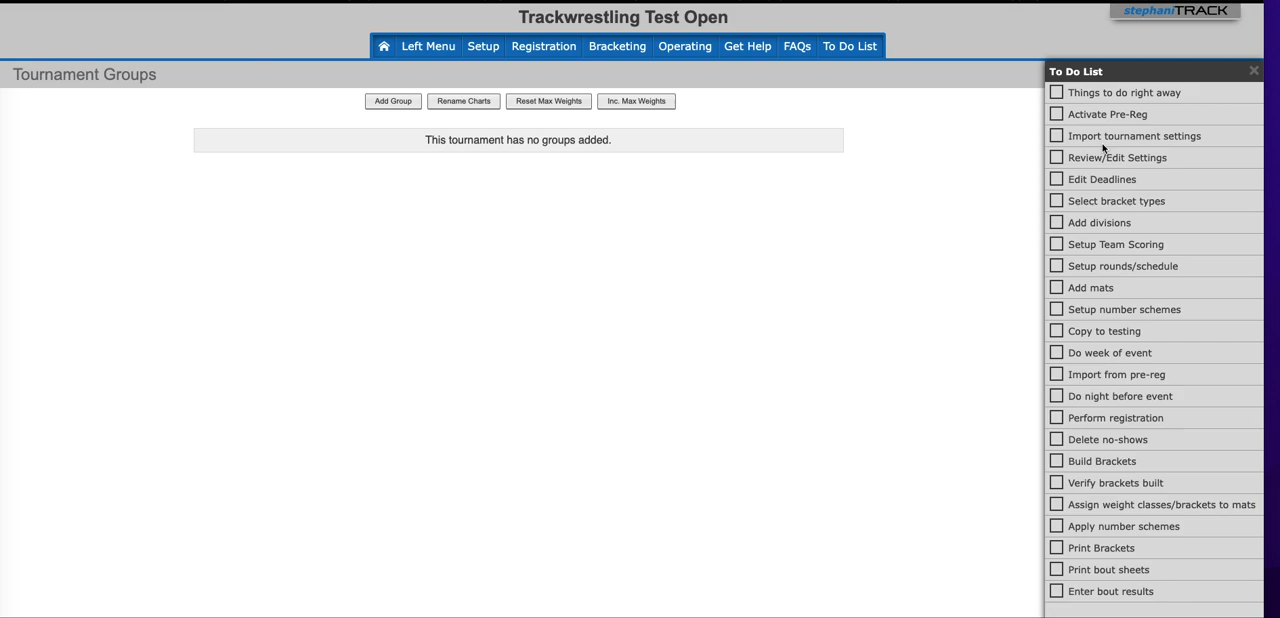 Trackwrestling Test Open
stephaniTRACK
Left Menu Setup Registration Bracketing Operating Get Help FAQs To Do List
Tournament Groups
Add Group Rename Charts Reset Max Weights Inc. Max Weights
This tournament has no groups added.
To Do List
Things to do right away
Activate Pre-Reg
Import tournament settings
Review/Edit Settings
Edit Deadlines
Select bracket types
Add divisions
Setup Team Scoring
Setup rounds/schedule
Add mats
Setup number schemes
Copy to testing
Do week of event
Import from pre-reg
Do night before event
Perform registration
Delete no-shows
Build Brackets
Verify brackets built
Assign weight classes/brackets to mats
Apply number schemes
Print Brackets
Print bout sheets
Enter bout results